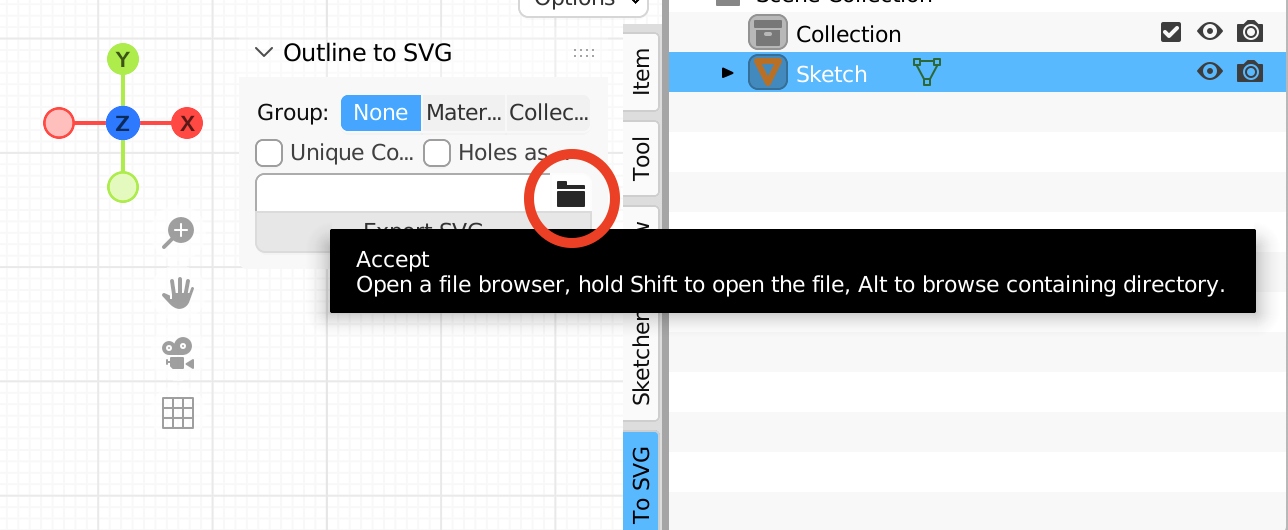 Options
Scene Collection
Outline to SVG
Collection
Sketch
Y
Z
X
Group:
None
Mater...
Collec...
Unique Co...
Holes as
Export SVG
Accept
Open a file browser, hold Shift to open the file, Alt to browse containing directory.
Item
Tool
Sketcher
To SVG